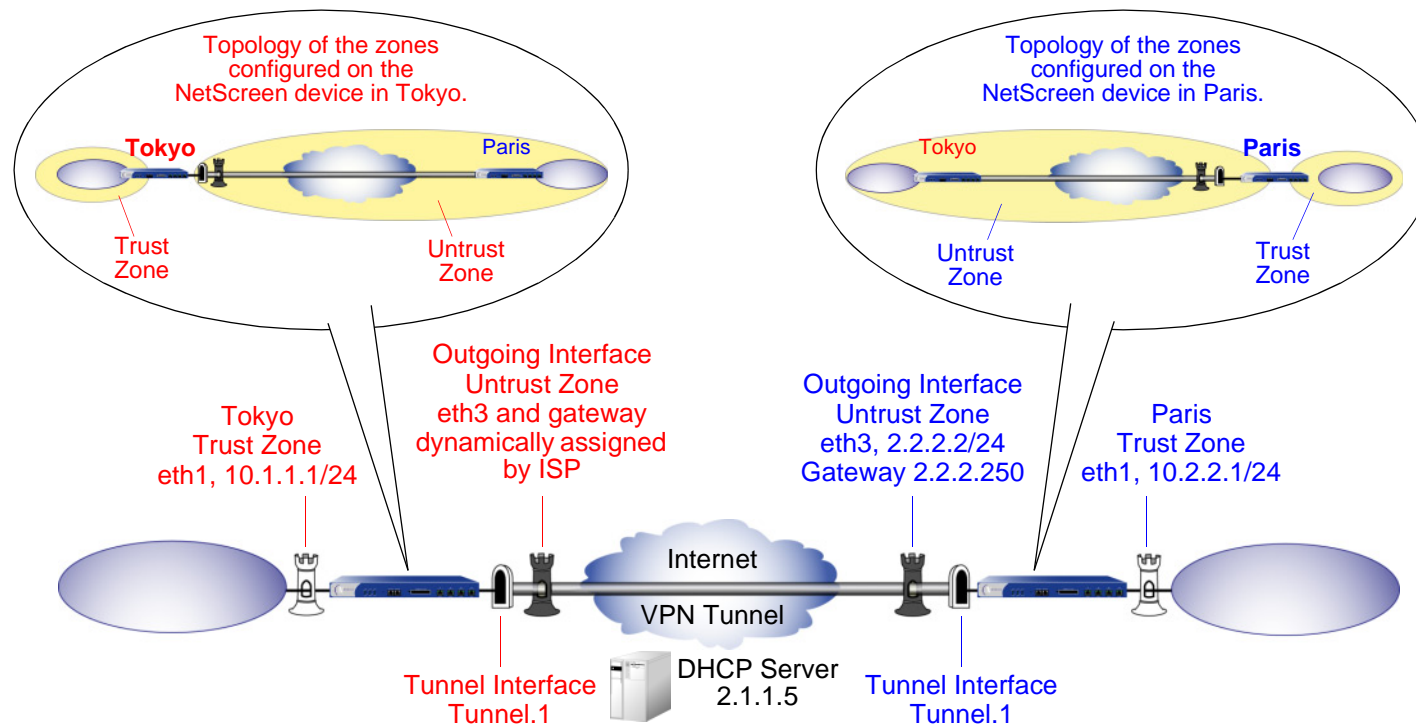 Topology of the zones
configured on the
NetScreen device in Tokyo.
Tokyo
Paris
Trust
Zone
Untrust
Zone
Topology of the zones
configured on the
NetScreen device in Paris.
Tokyo
Paris
Untrust
Zone
Trust
Zone
Tokyo
Trust Zone
eth1, 10.1.1.1/24
Outgoing Interface
Untrust Zone
eth3 and gateway
dynamically assigned
by ISP
Outgoing Interface
Untrust Zone
eth3, 2.2.2.2/24
Gateway 2.2.2.250
Paris
Trust Zone
eth1, 10.2.2.1/24
Internet
VPN Tunnel
Tunnel Interface
Tunnel.1
DHCP Server
2.1.1.5
Tunnel Interface
Tunnel.1